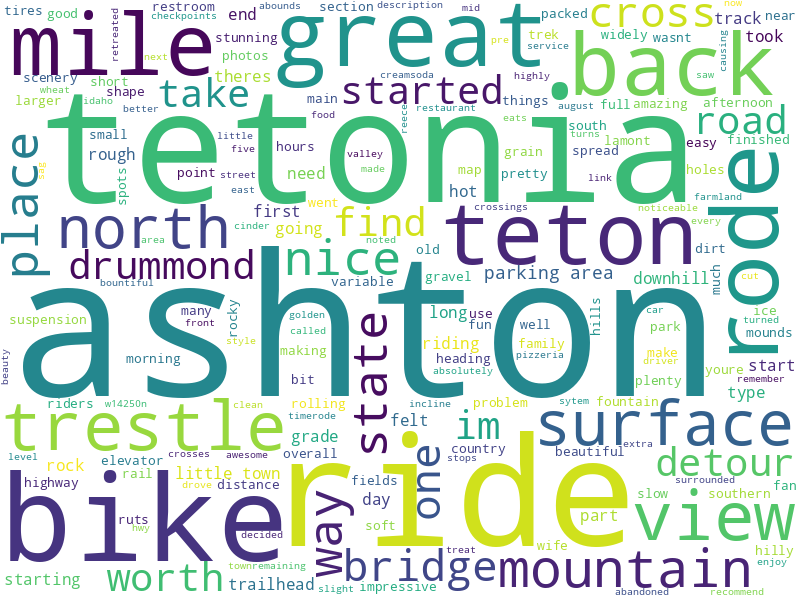 tires good
restroom
description mid
abounds
section
cross
now
checkpoints
end
packed
widely
wasnt
track near
retreated
next
stunning
photos
pre
service
trek
took
mile
great
back
causing
scenery
short
theres
creamsoda
highly
things
saw
wheat
idaho
shape
take
started
main
restaurant
august
full
amazing
afternoon
larger
better
food
reece
eats
south
turns
lamont
easy
road
small
little
five
hours
tetonia
grain
spread
finished
rough
point
street
valley
made
map
pretty
link
holes
place
spots
east
need
hot
farmland
sag
north
first
went
find
crossings
noticeable
every
rode
area
cinder
going
noted
old
teton
dirt
drummond
nice
gravel
parking area
downhill
much
bountiful
variable
long
use
hills
car
cut
ice
many
front
rocky
golden
called
fun
well
park
turned
mounds
suspension
style
making
riding
family
pizzeria
make
driver
ashton
morning
state
heading
absolutely
plenty
youre
start
remember
beauty
bit
problem
type
riders
w14250n
clean
rolling
incline
sytem
fountain
timerode
felt
im
extra
trestle
grade
surface
level
crosses
awesome
overall
country
beautiful
rock
elevator
stops
surrounded
detour
highway
rail
little town
one
fan
drove
distance
fields
slow
southern
bike
ruts
hwy
decided
way
day
ride
part
view
soft
wife
hilly
treat
enjoy
starting
worth
town
remaining
bridge
mountain
trailhead
slight
impressive
abandoned
recommend